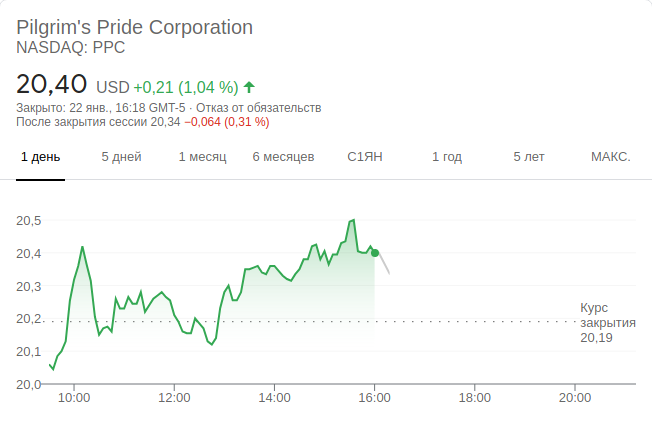 Pilgrim's Pride Corporation
NASDAQ: PPC
20,40 USD +0,21 (1,04 %)
Закрыто: 22 янв., 16:18 GMT-5 · Отказ от обязательств
После закрытия сессии 20,34 −0,064 (0,31 %)
1 день 5 дней 1 месяц 6 месяцев С1ЯН 1 год 5 лет МАКС.
20,5
20,4
20,3
20,2
20,1
20,0
Курс
закрытия
20,19
10:00 12:00 14:00 16:00 18:00 20:00